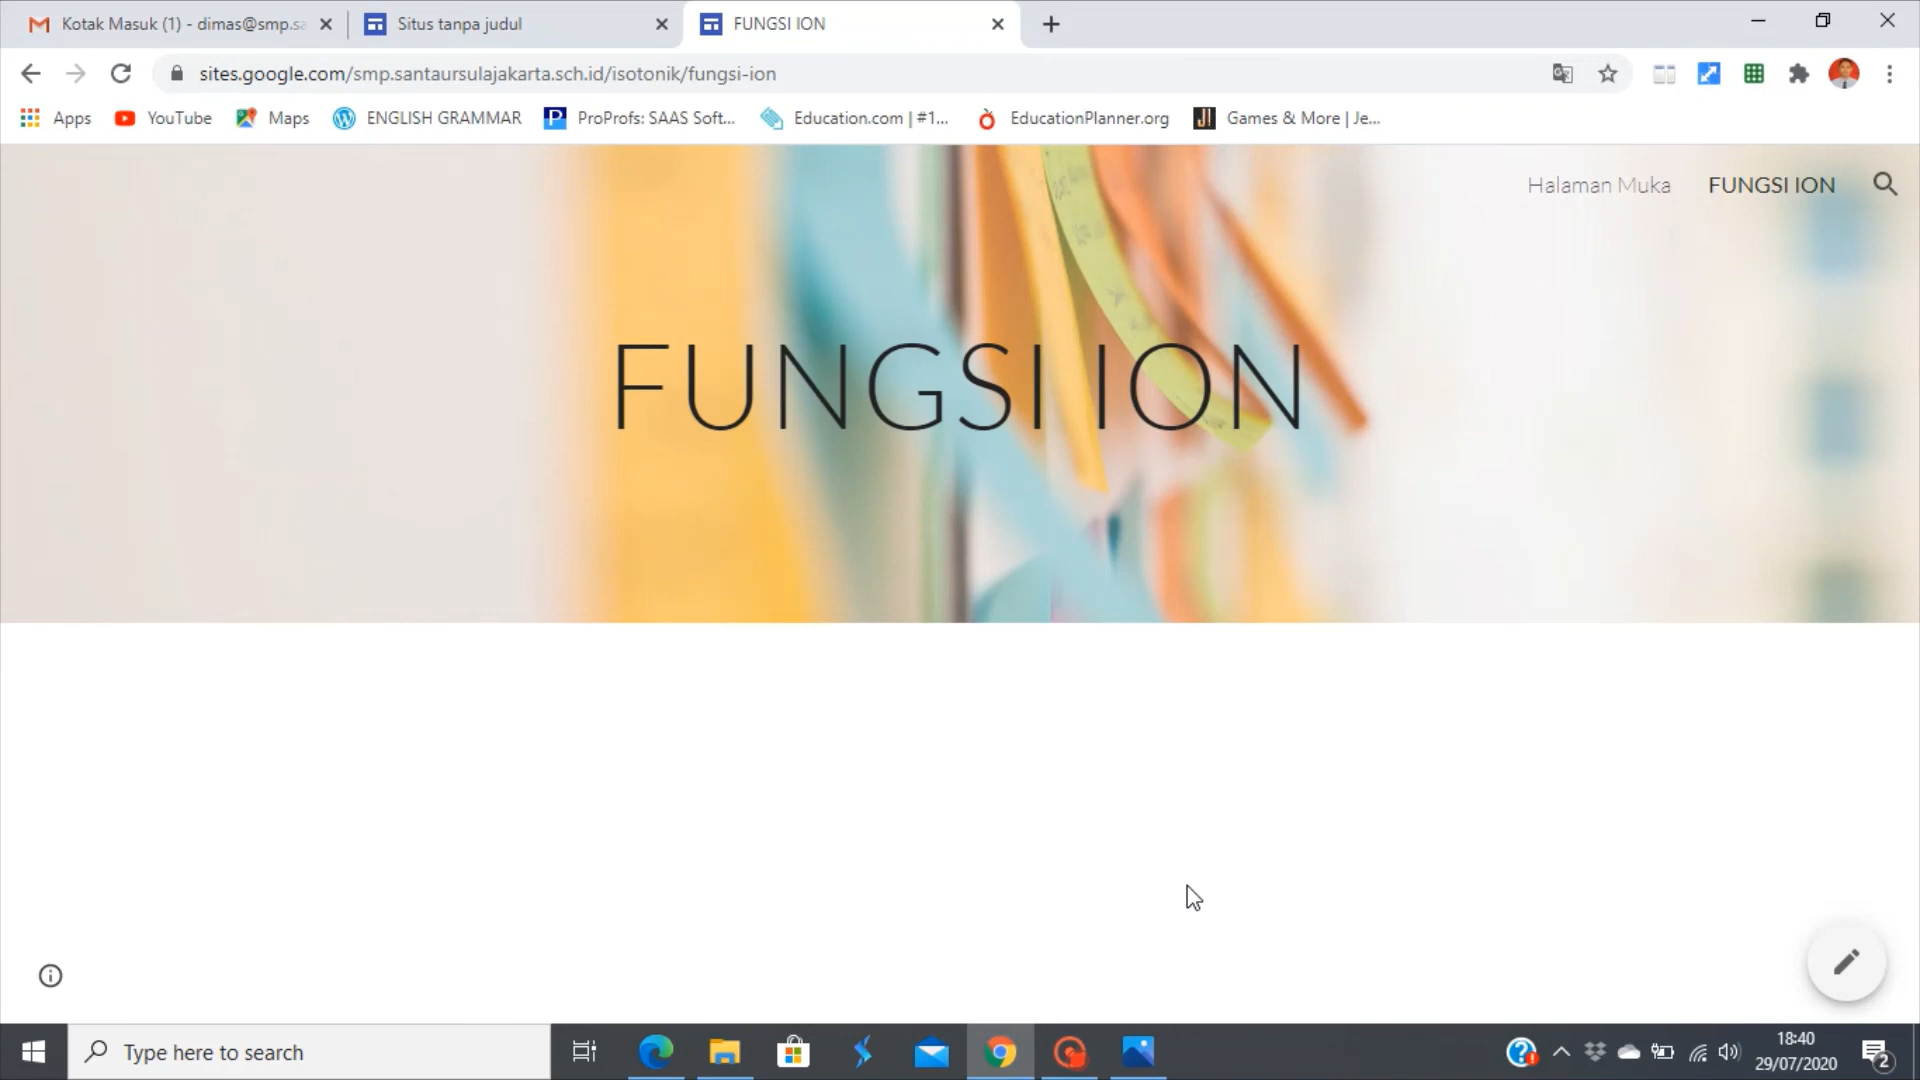 Kotak Masuk (1) - dimas@smp.sa
Situs tanpa judul
FUNGSI ION
sites.google.com/smp.santaursulajakarta.sch.id/isotonik/fungsi-ion
Apps
YouTube
Maps
ENGLISH GRAMMAR
ProProfs: SAAS Soft...
Education.com | #1...
EducationPlanner.org
Games & More | Je...
Halaman Muka
FUNGSI ION
FUNGSI ION
Type here to search
18:40
29/07/2020
2